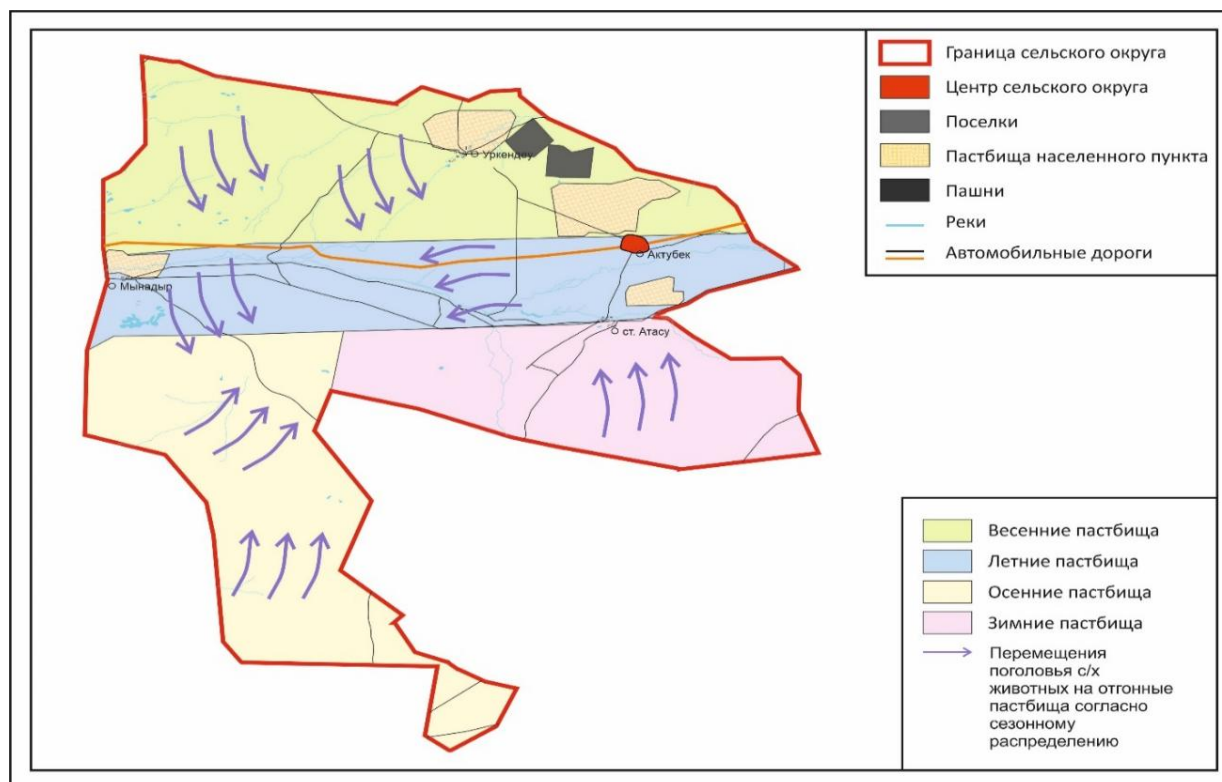 Граница сельского округа
Центр сельского округа
Поселки
Пастбища населенного пункта
Пашни
Реки
Автомобильные дороги
Уркендеу
Актубек
Мынадыр
ст. Атасу
Весенние пастбища
Летние пастбища
Осенние пастбища
Зимние пастбища
Перемещения
поголовья с/х
животных на отгонные
пастбища согласно
сезонному
распределению